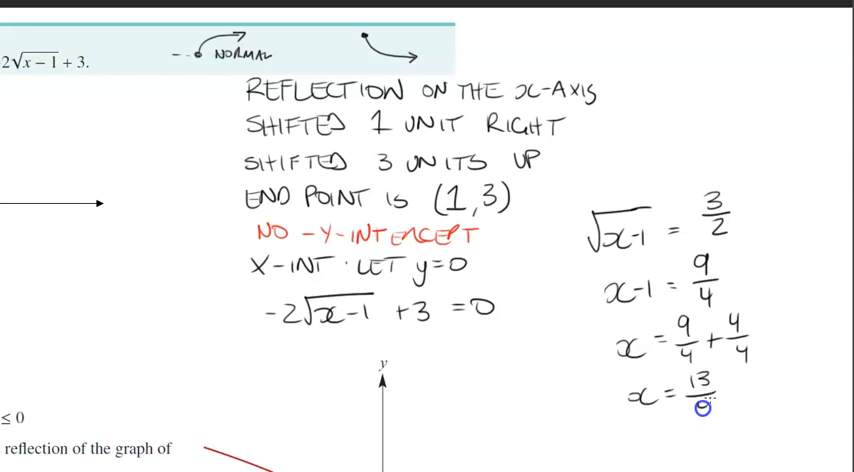 2√x − 1 + 3.
NORMAL
REFLECTION ON THE x-AXIS
SHIFTED 1 UNIT RIGHT
SHIFTED 3 UNITS UP
END POINT IS (1,3)
NO -Y-INTERCEPT
X-INT · LET y=0
-2√x-1 +3 =0
√x-1 = 3/2
x-1 = 9/4
x = 9/4 + 4/4
x = 13/
y
≤ 0
reflection of the graph of